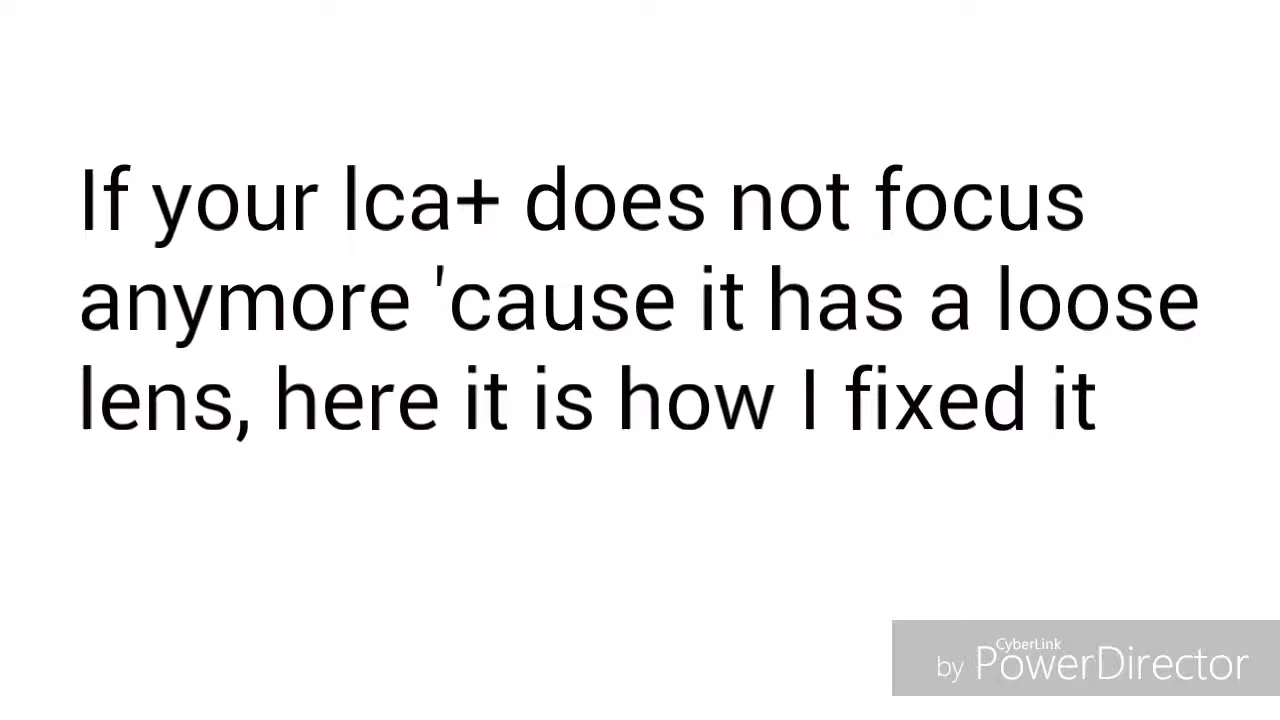 If your lca+ does not focus
anymore 'cause it has a loose
lens, here it is how I fixed it
CyberLink
by PowerDirector